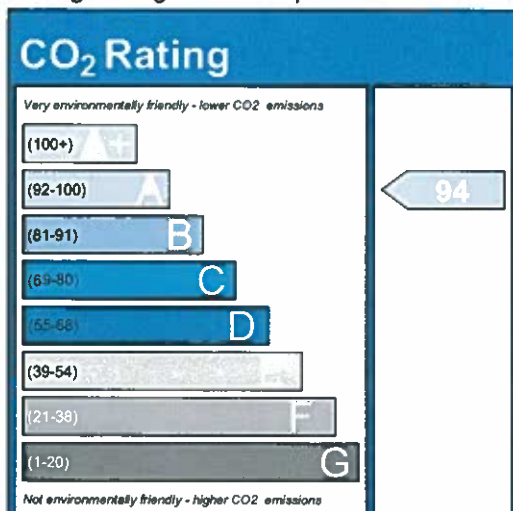 CO2 Rating
Very environmentally friendly - lower CO2 emissions
(100+) A+
(92-100) A
94
(81-91) B
(69-80) C
(55-68) D
(39-54)
(21-38) F
(1-20) G
Not environmentally friendly - higher CO2 emissions